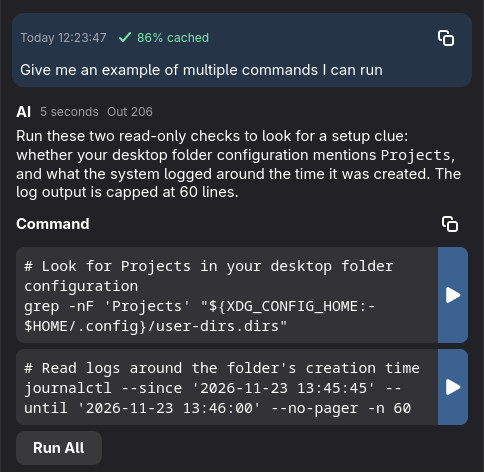 Today 12:23:47 86% cached
Give me an example of multiple commands I can run
AI 5 seconds Out 206
Run these two read-only checks to look for a setup clue:
whether your desktop folder configuration mentions Projects,
and what the system logged around the time it was created. The
log output is capped at 60 lines.
Command
# Look for Projects in your desktop folder
configuration
grep -nF 'Projects' "${XDG_CONFIG_HOME:-
$HOME/.config}/user-dirs.dirs"
# Read logs around the folder's creation time
journalctl --since '2026-11-23 13:45:45' --
until '2026-11-23 13:46:00' --no-pager -n 60
Run All